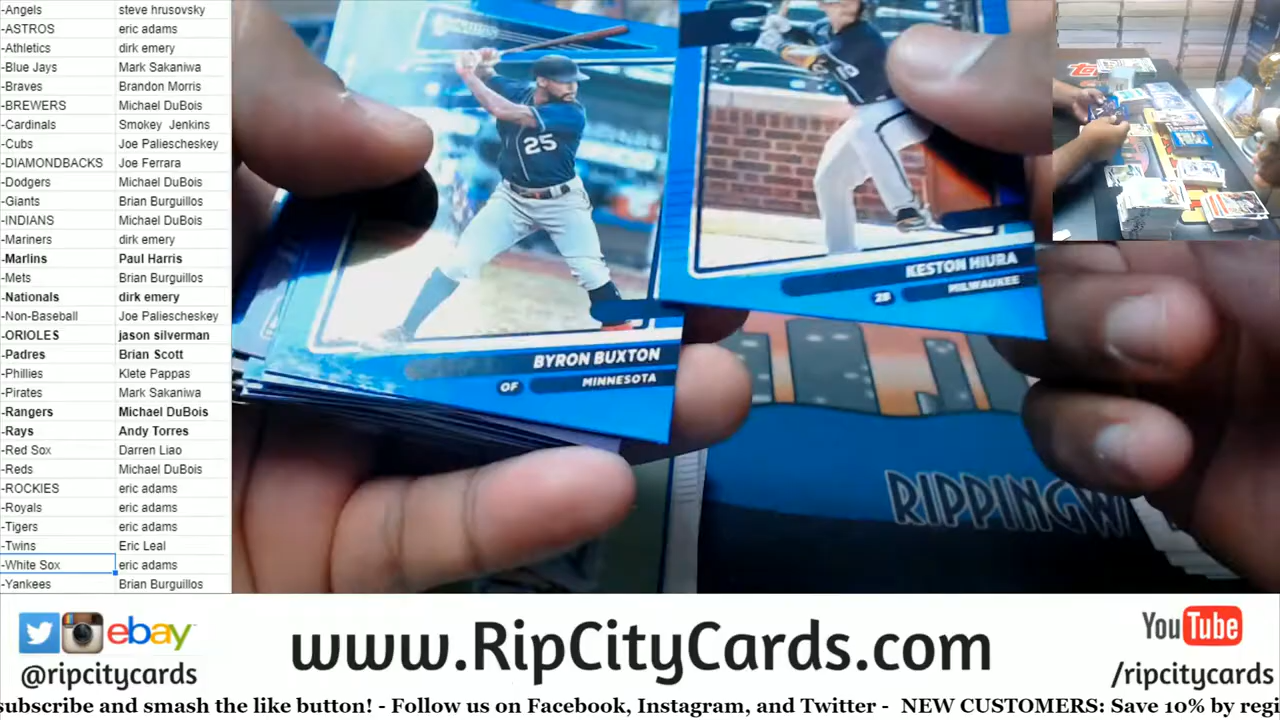 -Angels steve hrusovsky
-ASTROS eric adams
-Athletics dirk emery
-Blue Jays Mark Sakaniwa
-Braves Brandon Morris
-BREWERS Michael DuBois
-Cardinals Smokey Jenkins
-Cubs Joe Paliescheskey
-DIAMONDBACKS Joe Ferrara
-Dodgers Michael DuBois
-Giants Brian Burguillos
-INDIANS Michael DuBois
-Mariners dirk emery
-Marlins Paul Harris
-Mets Brian Burguillos
-Nationals dirk emery
-Non-Baseball Joe Paliescheskey
-ORIOLES jason silverman
-Padres Brian Scott
-Phillies Klete Pappas
-Pirates Mark Sakaniwa
-Rangers Michael DuBois
-Rays Andy Torres
-Red Sox Darren Liao
-Reds Michael DuBois
-ROCKIES eric adams
-Royals eric adams
-Tigers eric adams
-Twins Eric Leal
-White Sox eric adams
-Yankees Brian Burguillos
25
BYRON BUXTON
OF MINNESOTA
KESTON HIURA
2B MILWAUKEE
RIPPINGW
ebay
@ripcitycards
www.RipCityCards.com
YouTube
/ripcitycards
subscribe and smash the like button! - Follow us on Facebook, Instagram, and Twitter - NEW CUSTOMERS: Save 10% by regi